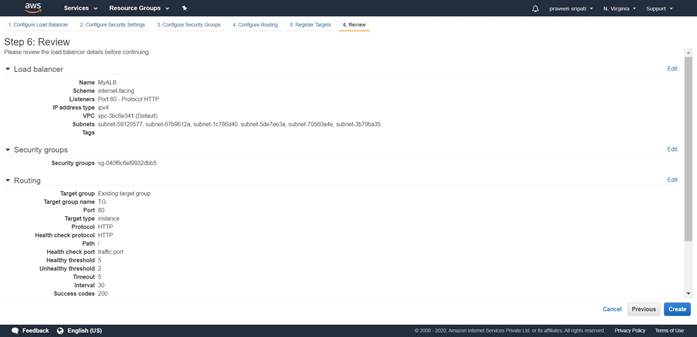 aws
Services
Resource Groups
praveen sripati
N. Virginia
Support
1. Configure Load Balancer
2. Configure Security Settings
3. Configure Security Groups
4. Configure Routing
5. Register Targets
6. Review
Step 6: Review
Please review the load balancer details before continuing
Load balancer
Edit
Name MyALB
Scheme internet-facing
Listeners Port:80 - Protocol:HTTP
IP address type ipv4
VPC vpc-3bc6e341 (Default)
Subnets subnet-59120577, subnet-67b9612a, subnet-1c786d40, subnet-5de7ee3a, subnet-70560a4e, subnet-3b79ba35
Tags
Security groups
Edit
Security groups sg-040f6c6ef9932dbb5
Routing
Edit
Target group Existing target group
Target group name TG
Port 80
Target type instance
Protocol HTTP
Health check protocol HTTP
Path /
Health check port traffic port
Healthy threshold 5
Unhealthy threshold 2
Timeout 5
Interval 30
Success codes 200
Cancel
Previous
Create
Feedback
English (US)
© 2008 - 2020, Amazon Internet Services Private Ltd. or its affiliates. All rights reserved.
Privacy Policy
Terms of Use